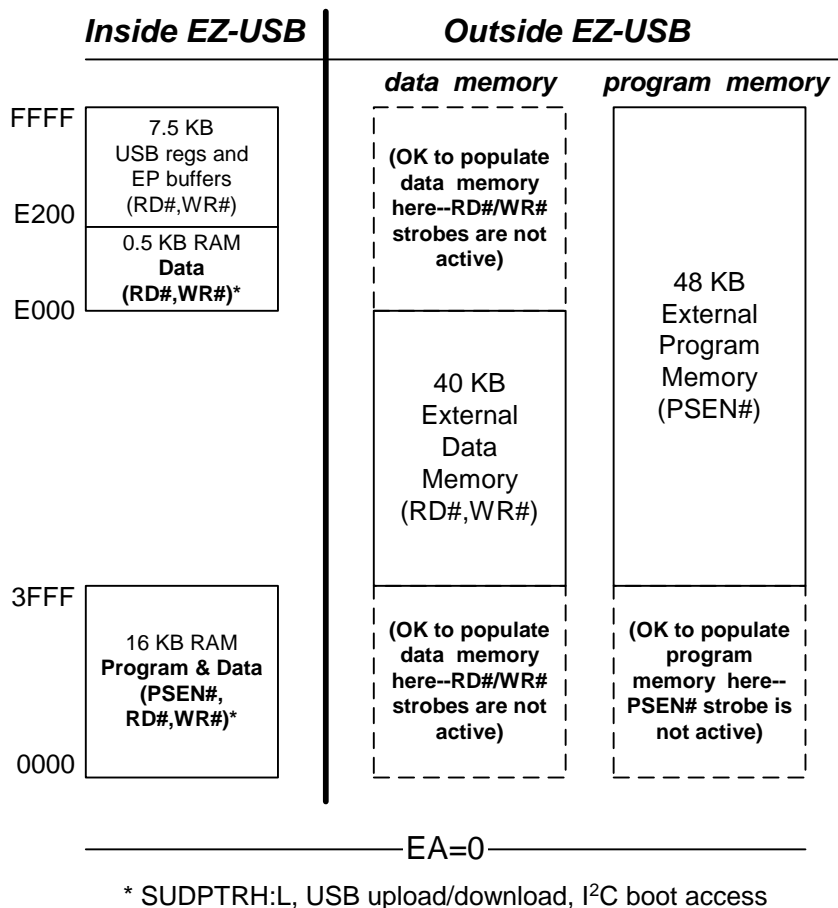 Inside EZ-USB
Outside EZ-USB
data memory
program memory
FFFF
7.5 KB
USB regs and
EP buffers
(RD#,WR#)
E200
0.5 KB RAM
Data
(RD#,WR#)*
E000
(OK to populate
data memory
here--RD#/WR#
strobes are not
active)
40 KB
External
Data
Memory
(RD#,WR#)
48 KB
External
Program
Memory
(PSEN#)
3FFF
16 KB RAM
Program & Data
(PSEN#,
RD#,WR#)*
0000
(OK to populate
data memory
here--RD#/WR#
strobes are not
active)
(OK to populate
program
memory here--
PSEN# strobe is
not active)
EA=0
* SUDPTRH:L, USB upload/download, I²C boot access